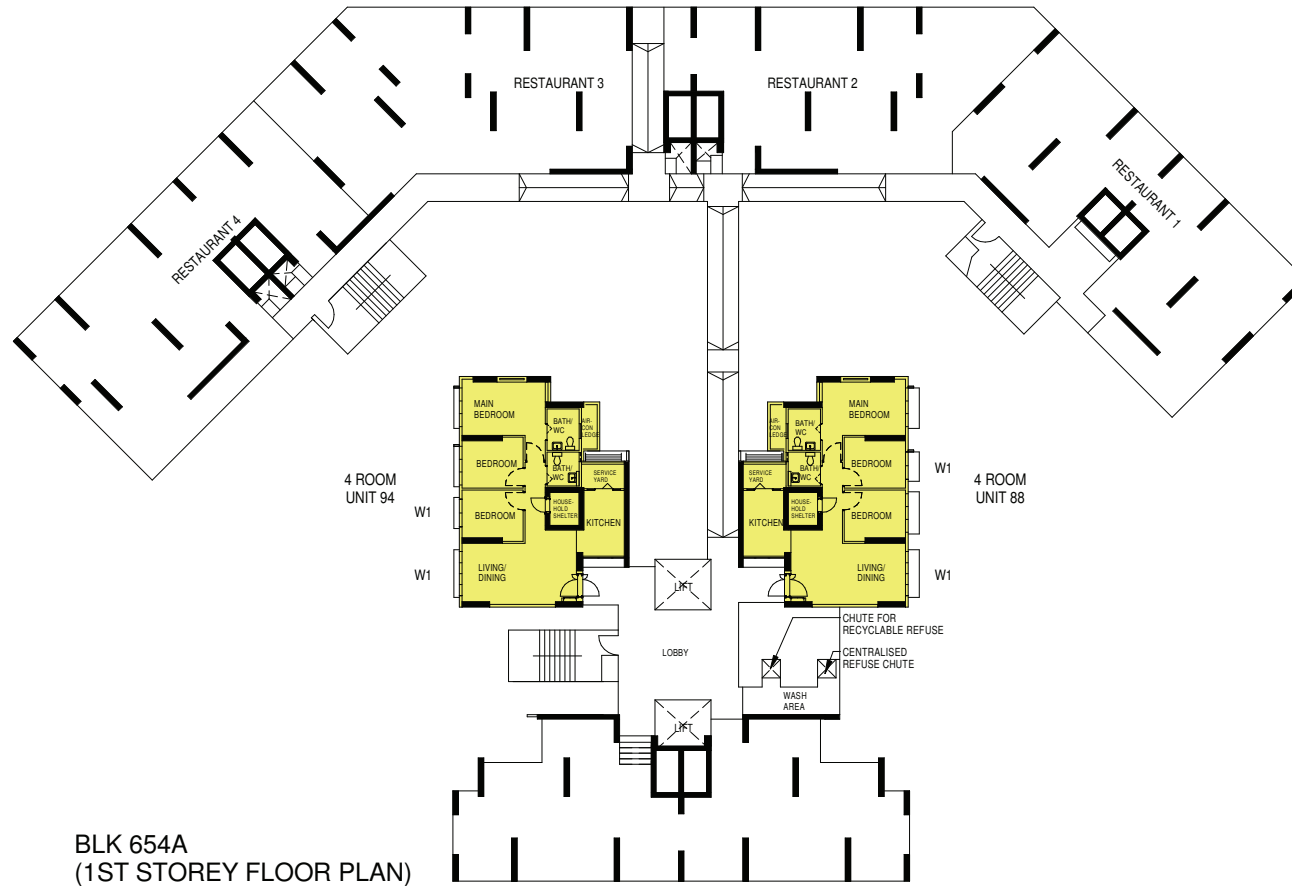 RESTAURANT 3
RESTAURANT 2
RESTAURANT 1
RESTAURANT 4
MAIN
BEDROOM
BATH/
WC
AIR-
CON
LEDGE
BEDROOM
BATH/
WC
SERVICE
YARD
4 ROOM
UNIT 94
W1
BEDROOM
HOUSE-
HOLD
SHELTER
KITCHEN
W1
LIVING/
DINING
AIR-
CON
LEDGE
BATH/
WC
MAIN
BEDROOM
SERVICE
YARD
BATH/
WC
BEDROOM
W1
4 ROOM
UNIT 88
KITCHEN
HOUSE-
HOLD
SHELTER
BEDROOM
LIVING/
DINING
W1
LIFT
CHUTE FOR
RECYCLABLE REFUSE
LOBBY
CENTRALISED
REFUSE CHUTE
WASH
AREA
LIFT
BLK 654A
(1ST STOREY FLOOR PLAN)